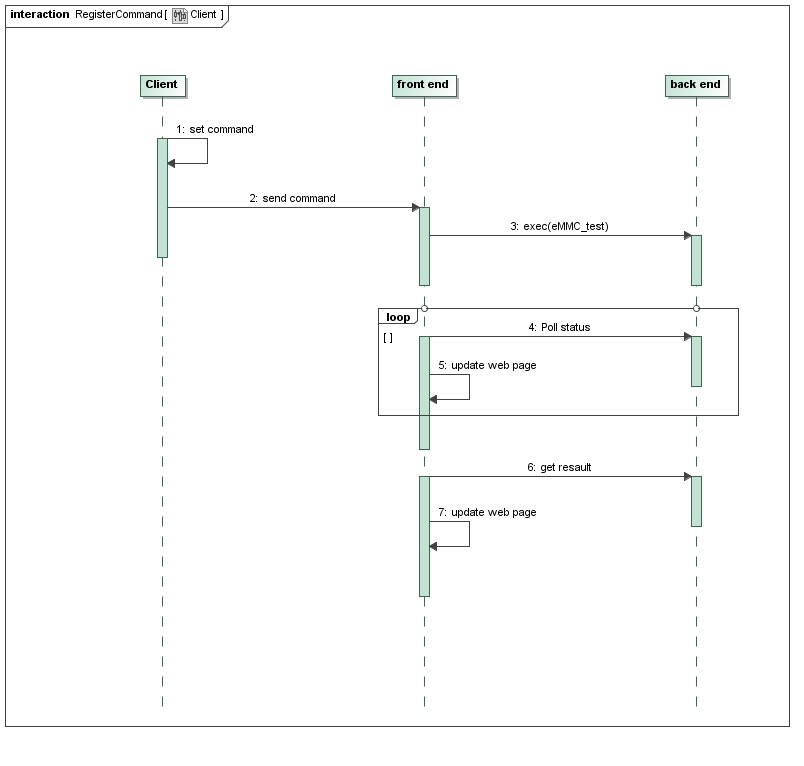 interaction RegisterCommand [ Client ]
Client
front end
back end
1: set command
2: send command
3: exec(eMMC_test)
loop
4: Poll status
[ ]
5: update web page
6: get resault
7: update web page